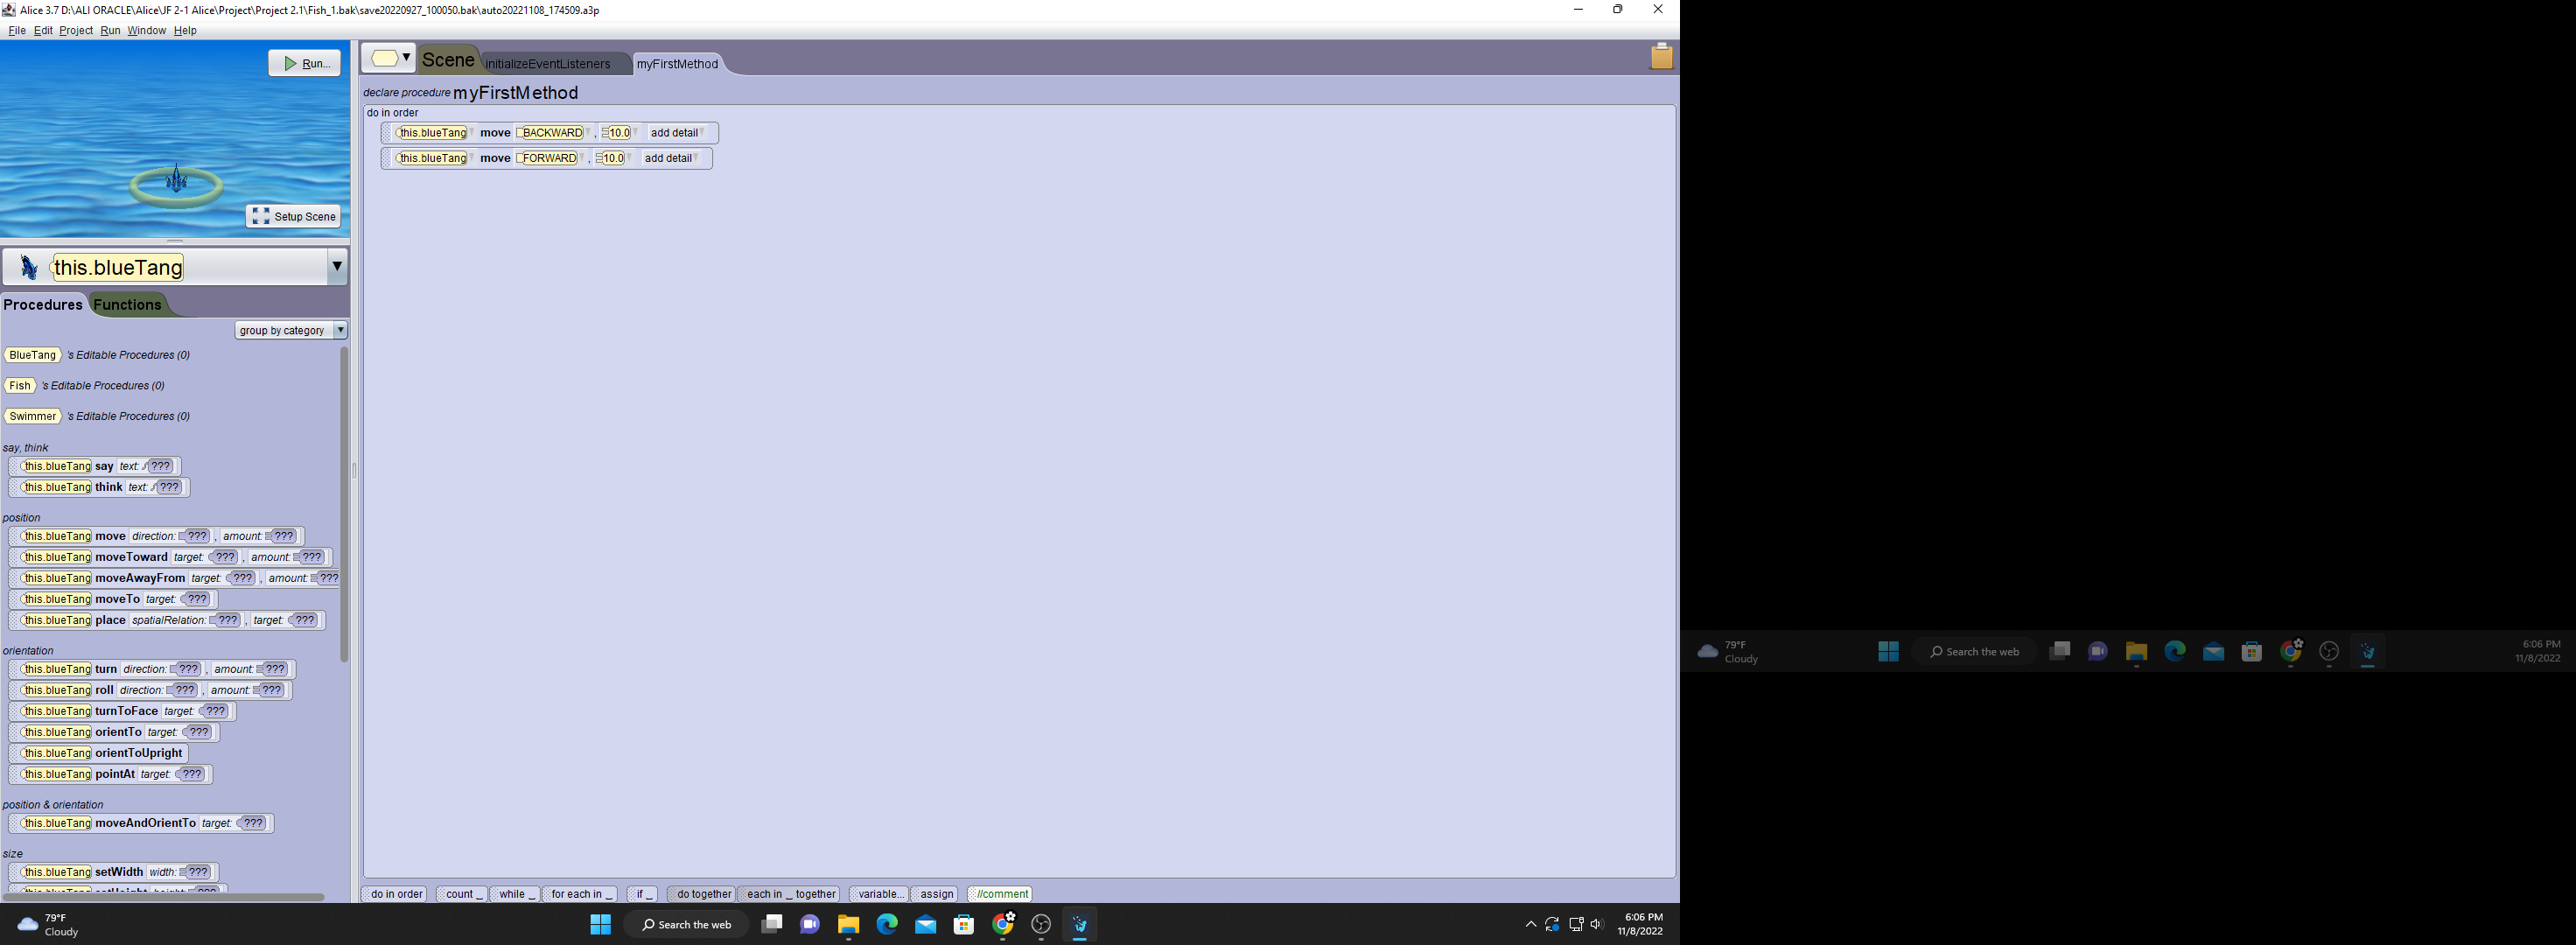 Alice 3.7 D:\ALI ORACLE\Alice\JF 2-1 Alice\Project\Project 2.1\Fish_1.bak\save20220927_100050.bak\auto20221108_174509.a3p
File Edit Project Run Window Help
Run...
Setup Scene
this.blueTang
Procedures Functions
group by category
BlueTang 's Editable Procedures (0)
Fish 's Editable Procedures (0)
Swimmer 's Editable Procedures (0)
say, think
this.blueTang say text: ???
this.blueTang think text: ???
position
this.blueTang move direction: ??? , amount: ???
this.blueTang moveToward target: ??? , amount: ???
this.blueTang moveAwayFrom target: ??? , amount: ???
this.blueTang moveTo target: ???
this.blueTang place spatialRelation: ??? , target: ???
orientation
this.blueTang turn direction: ??? , amount: ???
this.blueTang roll direction: ??? , amount: ???
this.blueTang turnToFace target: ???
this.blueTang orientTo target: ???
this.blueTang orientToUpright
this.blueTang pointAt target: ???
position & orientation
this.blueTang moveAndOrientTo target: ???
size
this.blueTang setWidth width: ???
Scene initializeEventListeners myFirstMethod
declare procedure myFirstMethod
do in order
this.blueTang move BACKWARD , 10.0 add detail
this.blueTang move FORWARD , 10.0 add detail
do in order count _ while _ for each in _ if _ do together each in _ together variable... assign //comment
79°F
Cloudy
Search the web
6:06 PM
11/8/2022
79°F
Cloudy
Search the web
6:06 PM
11/8/2022